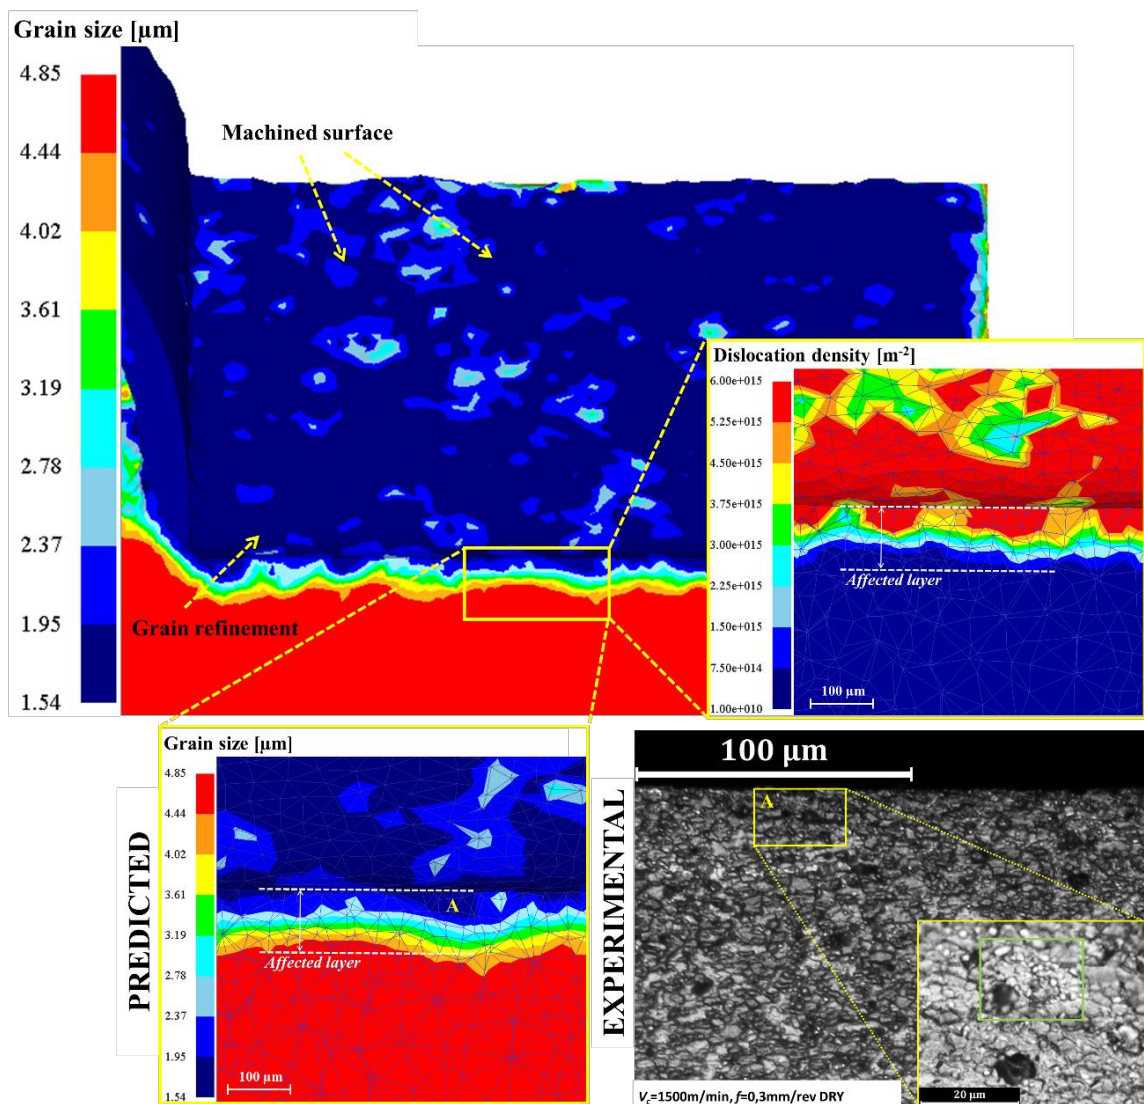 Grain size [µm]
4.85
4.44
4.02
3.61
3.19
2.78
2.37
1.95
1.54
Machined surface
Grain refinement
Dislocation density [m-2]
6.00e+015
5.25e+015
4.50e+015
3.75e+015
3.00e+015
2.25e+015
1.50e+015
7.50e+014
1.00e+010
Affected layer
100 µm
PREDICTED
Grain size [µm]
4.85
4.44
4.02
3.61
3.19
2.78
2.37
1.95
1.54
A
Affected layer
100 µm
EXPERIMENTAL
100 µm
A
20 µm
Vc=1500m/min, f=0,3mm/rev DRY